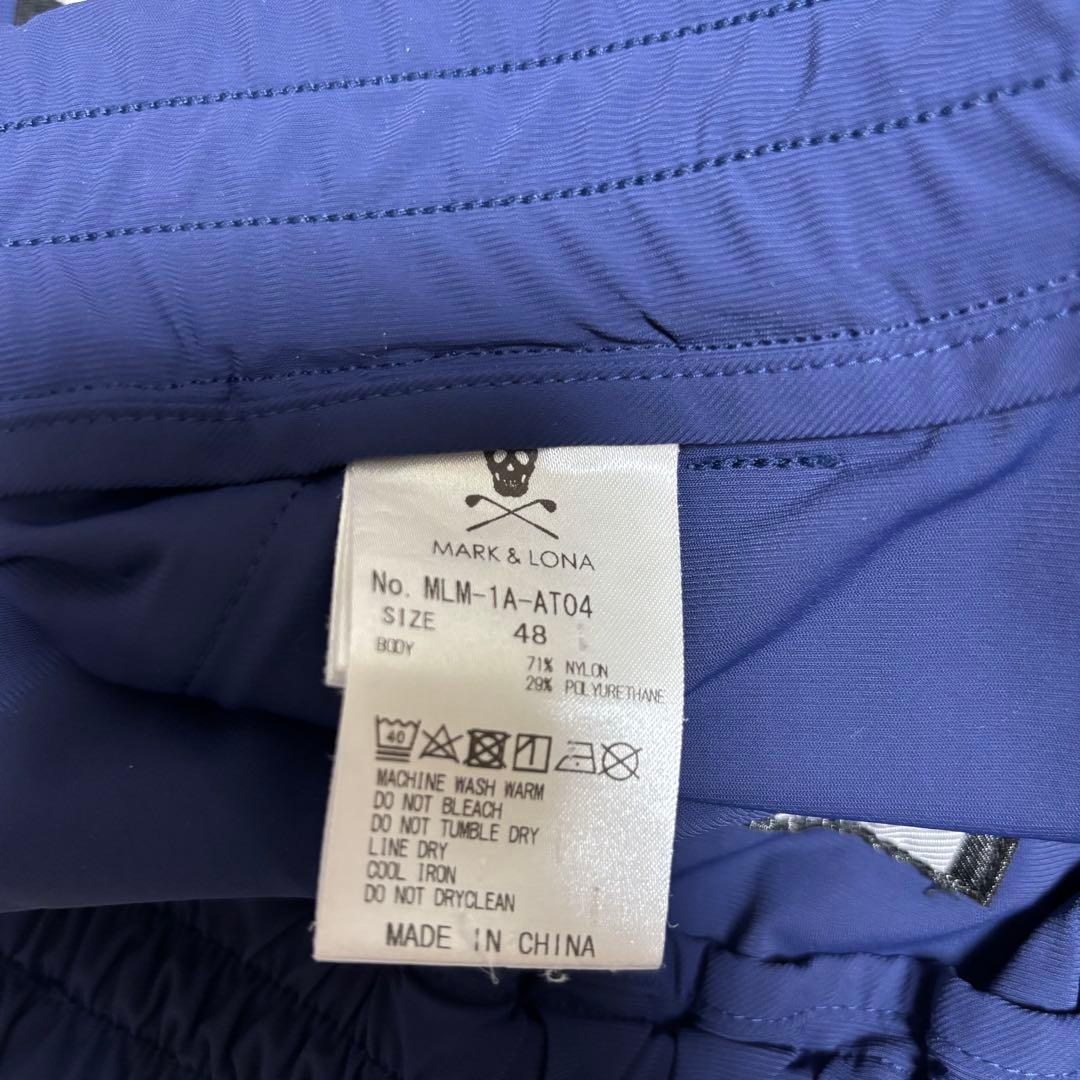 MARK & LONA
No. MLM-1A-AT04
SIZE 48
BODY 71% NYLON
29% POLYURETHANE
40
MACHINE WASH WARM
DO NOT BLEACH
DO NOT TUMBLE DRY
LINE DRY
COOL IRON
DO NOT DRYCLEAN
MADE IN CHINA